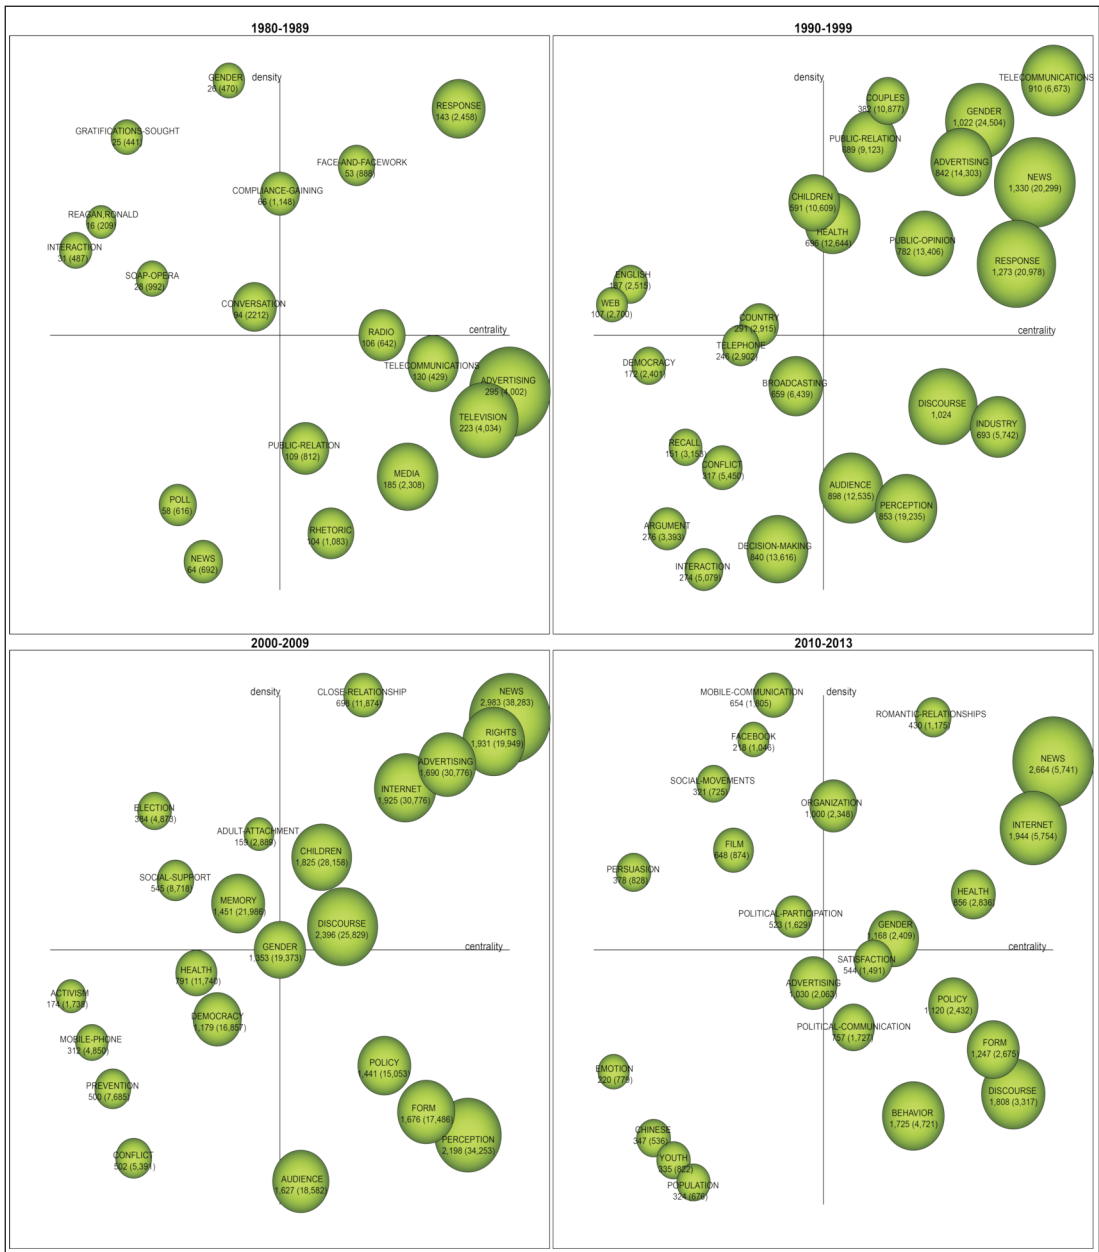 1980-1989
density
centrality
GENDER
26 (470)
RESPONSE
143 (2,458)
GRATIFICATIONS-SOUGHT
25 (441)
FACE-AND-FACEWORK
53 (888)
COMPLIANCE-GAINING
66 (1,148)
REAGAN,RONALD
16 (209)
INTERACTION
31 (487)
SOAP-OPERA
28 (992)
CONVERSATION
94 (2212)
RADIO
106 (642)
TELECOMMUNICATIONS
130 (429)
ADVERTISING
295 (4,002)
TELEVISION
223 (4,034)
PUBLIC-RELATION
109 (812)
MEDIA
185 (2,308)
POLL
58 (616)
RHETORIC
104 (1,083)
NEWS
64 (692)
1990-1999
density
centrality
TELECOMMUNICATIONS
910 (6,673)
COUPLES
382 (10,877)
GENDER
1,022 (24,504)
PUBLIC-RELATION
689 (9,123)
ADVERTISING
842 (14,303)
NEWS
1,330 (20,299)
CHILDREN
591 (10,609)
HEALTH
696 (12,644)
PUBLIC-OPINION
782 (13,406)
RESPONSE
1,273 (20,978)
ENGLISH
187 (2,515)
WEB
107 (2,700)
COUNTRY
291 (2,915)
TELEPHONE
246 (2,902)
DEMOCRACY
172 (2,401)
BROADCASTING
659 (6,439)
DISCOURSE
1,024
INDUSTRY
693 (5,742)
RECALL
151 (3,153)
CONFLICT
317 (5,450)
AUDIENCE
898 (12,535)
PERCEPTION
853 (19,235)
ARGUMENT
276 (3,393)
DECISION-MAKING
840 (13,616)
INTERACTION
274 (5,079)
2000-2009
density
centrality
CLOSE-RELATIONSHIP
698 (11,874)
NEWS
2,983 (38,283)
RIGHTS
1,931 (19,949)
ADVERTISING
1,690 (30,776)
INTERNET
1,925 (30,776)
ELECTION
384 (4,873)
ADULT-ATTACHMENT
159 (2,889)
CHILDREN
1,825 (28,158)
SOCIAL-SUPPORT
545 (8,718)
MEMORY
1,451 (21,986)
DISCOURSE
2,396 (25,829)
GENDER
1,353 (19,373)
HEALTH
791 (11,740)
ACTIVISM
174 (1,738)
DEMOCRACY
1,179 (16,857)
MOBILE-PHONE
312 (4,850)
POLICY
1,441 (15,053)
PREVENTION
500 (7,685)
FORM
1,676 (17,486)
PERCEPTION
2,198 (34,253)
CONFLICT
502 (5,391)
AUDIENCE
1,627 (18,582)
2010-2013
density
centrality
MOBILE-COMMUNICATION
654 (1,805)
ROMANTIC-RELATIONSHIPS
430 (1,175)
FACEBOOK
218 (1,046)
NEWS
2,664 (5,741)
SOCIAL-MOVEMENTS
321 (725)
ORGANIZATION
1,000 (2,348)
INTERNET
1,944 (5,754)
FILM
648 (874)
PERSUASION
378 (828)
HEALTH
856 (2,836)
POLITICAL-PARTICIPATION
523 (1,629)
GENDER
1,168 (2,409)
SATISFACTION
544 (1,491)
ADVERTISING
1,030 (2,063)
POLICY
1,120 (2,432)
POLITICAL-COMMUNICATION
757 (1,727)
FORM
1,247 (2,675)
EMOTION
220 (779)
DISCOURSE
1,808 (3,317)
BEHAVIOR
1,725 (4,721)
CHINESE
347 (536)
YOUTH
335 (822)
POPULATION
324 (676)